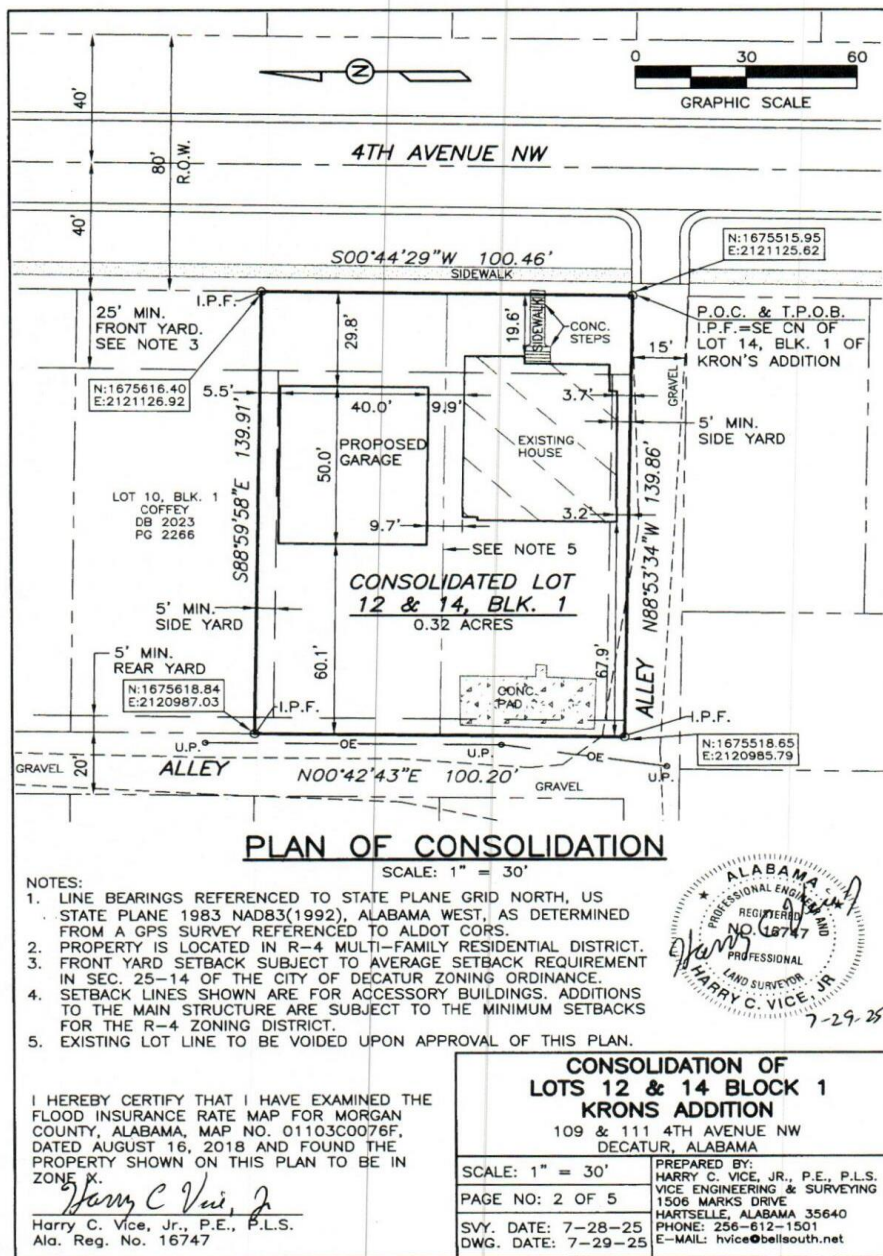 N
0 30 60
GRAPHIC SCALE
40'
80'
R.O.W.
40'
4TH AVENUE NW
S00°44'29"W 100.46'
SIDEWALK
N:1675515.95
E:2121125.62
I.P.F.
25' MIN.
FRONT YARD.
SEE NOTE 3
29.8'
19.6'
SIDEWALK
CONC.
STEPS
P.O.C. & T.P.O.B.
I.P.F.=SE CN OF
LOT 14, BLK. 1 OF
KRON'S ADDITION
15'
GRAVEL
N:1675616.40
E:2121126.92
5.5'
40.0'
9.9'
3.7'
5' MIN.
SIDE YARD
PROPOSED
GARAGE
EXISTING
HOUSE
50.0'
S88°59'58"E 139.91'
N88°53'34"W 139.86'
LOT 10, BLK. 1
COFFEY
DB 2023
PG 2266
3.2'
9.7'
SEE NOTE 5
CONSOLIDATED LOT
12 & 14, BLK. 1
0.32 ACRES
5' MIN.
SIDE YARD
5' MIN.
REAR YARD
60.1'
67.9'
ALLEY
CONC.
PAD
N:1675618.84
E:2120987.03
I.P.F.
I.P.F.
N:1675518.65
E:2120985.79
U.P.
OE
U.P.
OE
U.P.
GRAVEL
20'
ALLEY
N00°42'43"E 100.20'
GRAVEL
PLAN OF CONSOLIDATION
SCALE: 1" = 30'
NOTES:
1. LINE BEARINGS REFERENCED TO STATE PLANE GRID NORTH, US
STATE PLANE 1983 NAD83(1992), ALABAMA WEST, AS DETERMINED
FROM A GPS SURVEY REFERENCED TO ALDOT CORS.
2. PROPERTY IS LOCATED IN R-4 MULTI-FAMILY RESIDENTIAL DISTRICT.
3. FRONT YARD SETBACK SUBJECT TO AVERAGE SETBACK REQUIREMENT
IN SEC. 25-14 OF THE CITY OF DECATUR ZONING ORDINANCE.
4. SETBACK LINES SHOWN ARE FOR ACCESSORY BUILDINGS. ADDITIONS
TO THE MAIN STRUCTURE ARE SUBJECT TO THE MINIMUM SETBACKS
FOR THE R-4 ZONING DISTRICT.
5. EXISTING LOT LINE TO BE VOIDED UPON APPROVAL OF THIS PLAN.
ALABAMA
PROFESSIONAL ENGINEER AND
REGISTERED
NO. 16747
PROFESSIONAL
LAND SURVEYOR
HARRY C. VICE, JR
Harry C Vice Jr
7-29-25
I HEREBY CERTIFY THAT I HAVE EXAMINED THE
FLOOD INSURANCE RATE MAP FOR MORGAN
COUNTY, ALABAMA, MAP NO. 01103C0076F,
DATED AUGUST 16, 2018 AND FOUND THE
PROPERTY SHOWN ON THIS PLAN TO BE IN
ZONE X.
Harry C Vice, Jr
Harry C. Vice, Jr., P.E., P.L.S.
Ala. Reg. No. 16747
CONSOLIDATION OF
LOTS 12 & 14 BLOCK 1
KRONS ADDITION
109 & 111 4TH AVENUE NW
DECATUR, ALABAMA
SCALE: 1" = 30'
PAGE NO: 2 OF 5
SVY. DATE: 7-28-25
DWG. DATE: 7-29-25
PREPARED BY:
HARRY C. VICE, JR., P.E., P.L.S.
VICE ENGINEERING & SURVEYING
1506 MARKS DRIVE
HARTSELLE, ALABAMA 35640
PHONE: 256-612-1501
E-MAIL: hvice@bellsouth.net